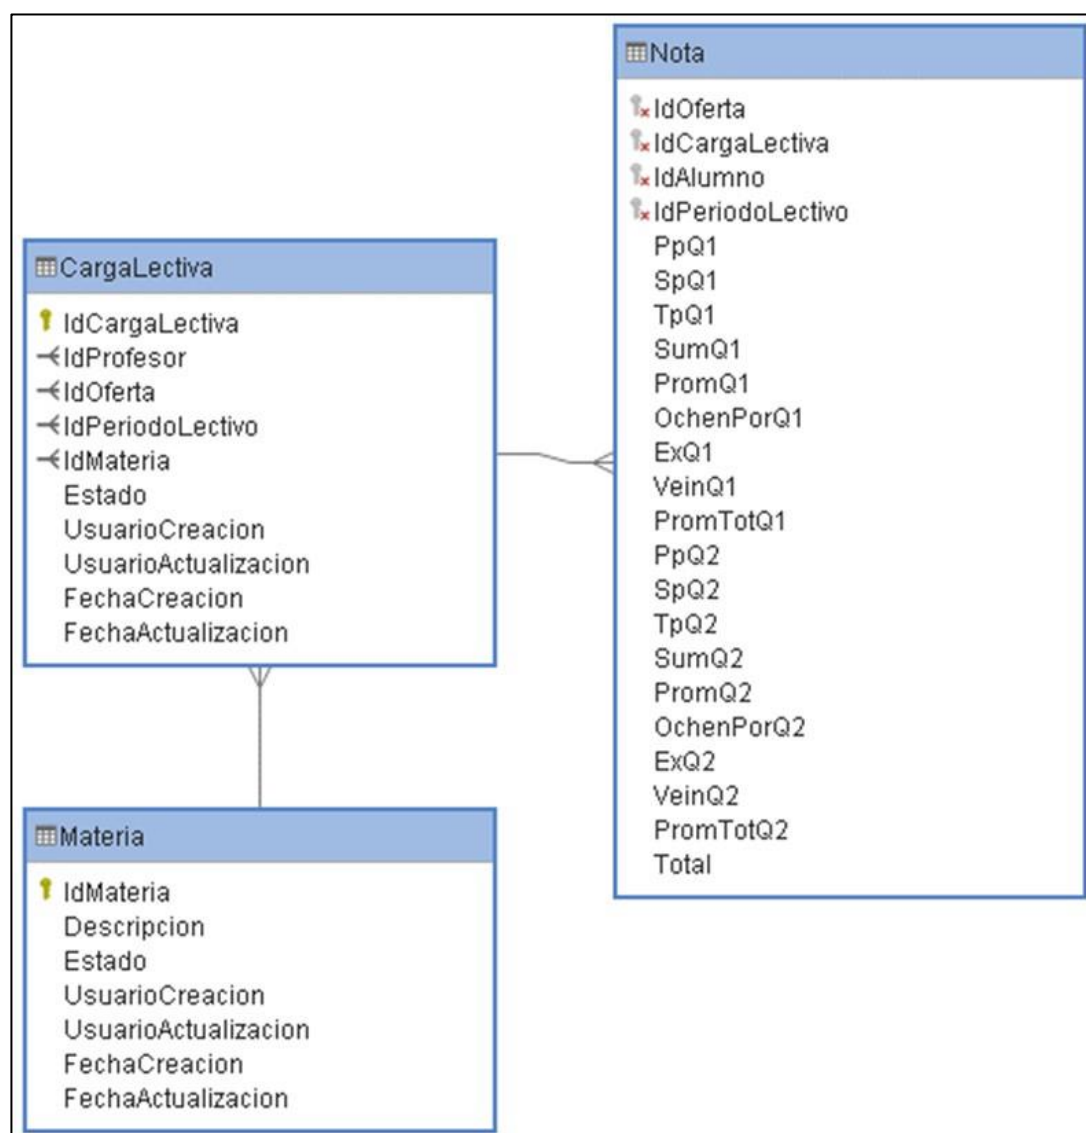 Nota
IdOferta
IdCargaLectiva
IdAlumno
IdPeriodoLectivo
PpQ1
SpQ1
TpQ1
SumQ1
PromQ1
OchenPorQ1
ExQ1
VeinQ1
PromTotQ1
PpQ2
SpQ2
TpQ2
SumQ2
PromQ2
OchenPorQ2
ExQ2
VeinQ2
PromTotQ2
Total
CargaLectiva
IdCargaLectiva
IdProfesor
IdOferta
IdPeriodoLectivo
IdMateria
Estado
UsuarioCreacion
UsuarioActualizacion
FechaCreacion
FechaActualizacion
Materia
IdMateria
Descripcion
Estado
UsuarioCreacion
UsuarioActualizacion
FechaCreacion
FechaActualizacion